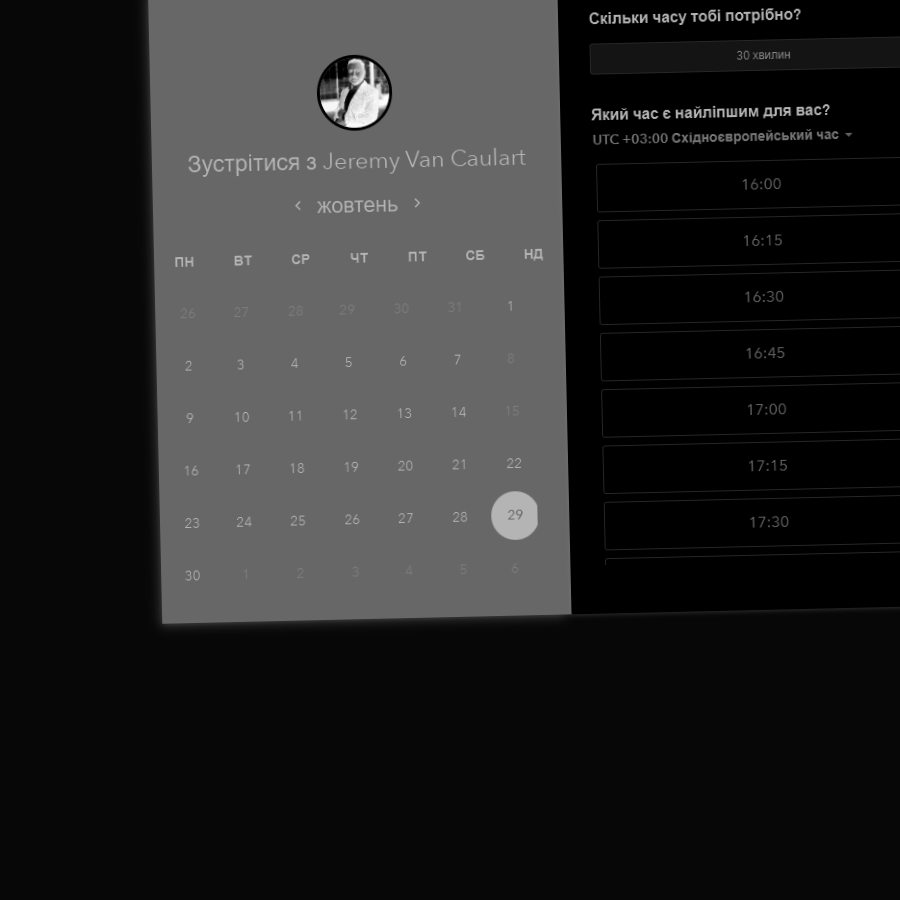 Зустрітися з Jeremy Van Caulart
жовтень
ПН ВТ СР ЧТ ПТ СБ НД
26 27 28 29 30 31 1
2 3 4 5 6 7 8
9 10 11 12 13 14 15
16 17 18 19 20 21 22
23 24 25 26 27 28 29
30 1 2 3 4 5 6
Скільки часу тобі потрібно?
30 хвилин
Який час є найліпшим для вас?
UTC +03:00 Східноєвропейський час
16:00
16:15
16:30
16:45
17:00
17:15
17:30